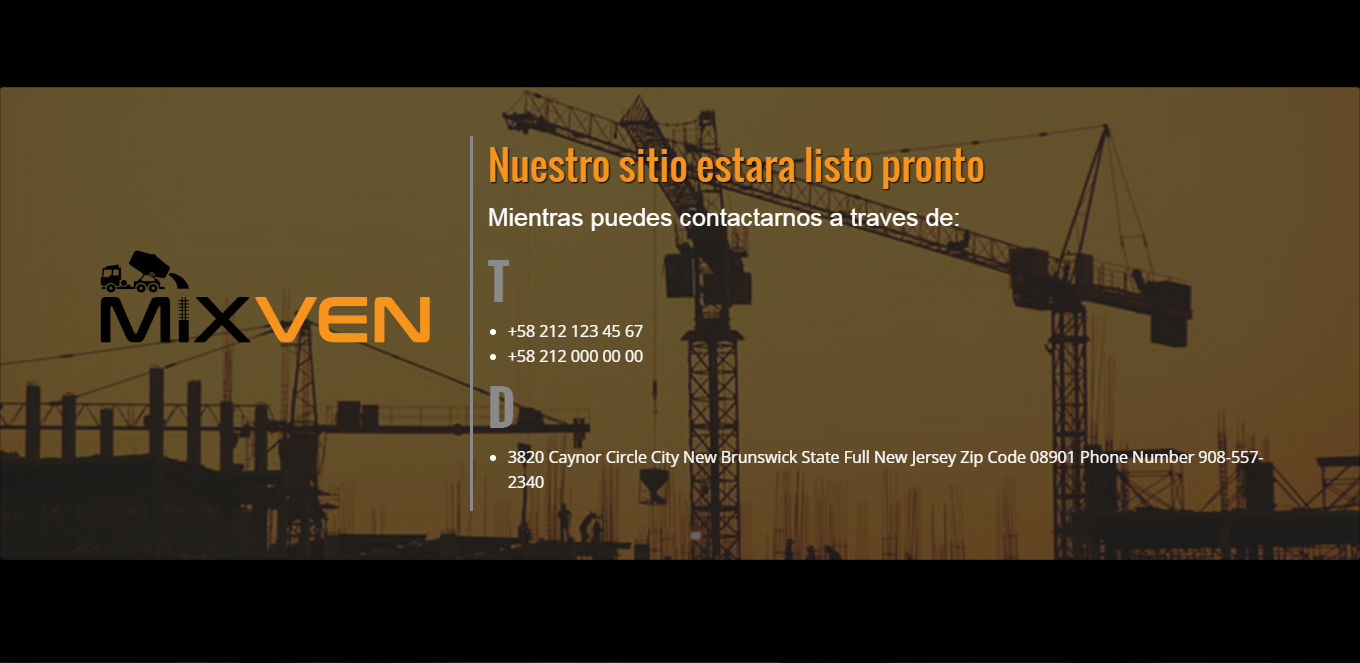 Nuestro sitio estara listo pronto
Mientras puedes contactarnos a traves de:
MiXVEN
T
+58 212 123 45 67
+58 212 000 00 00
D
3820 Caynor Circle City New Brunswick State Full New Jersey Zip Code 08901 Phone Number 908-557-
2340